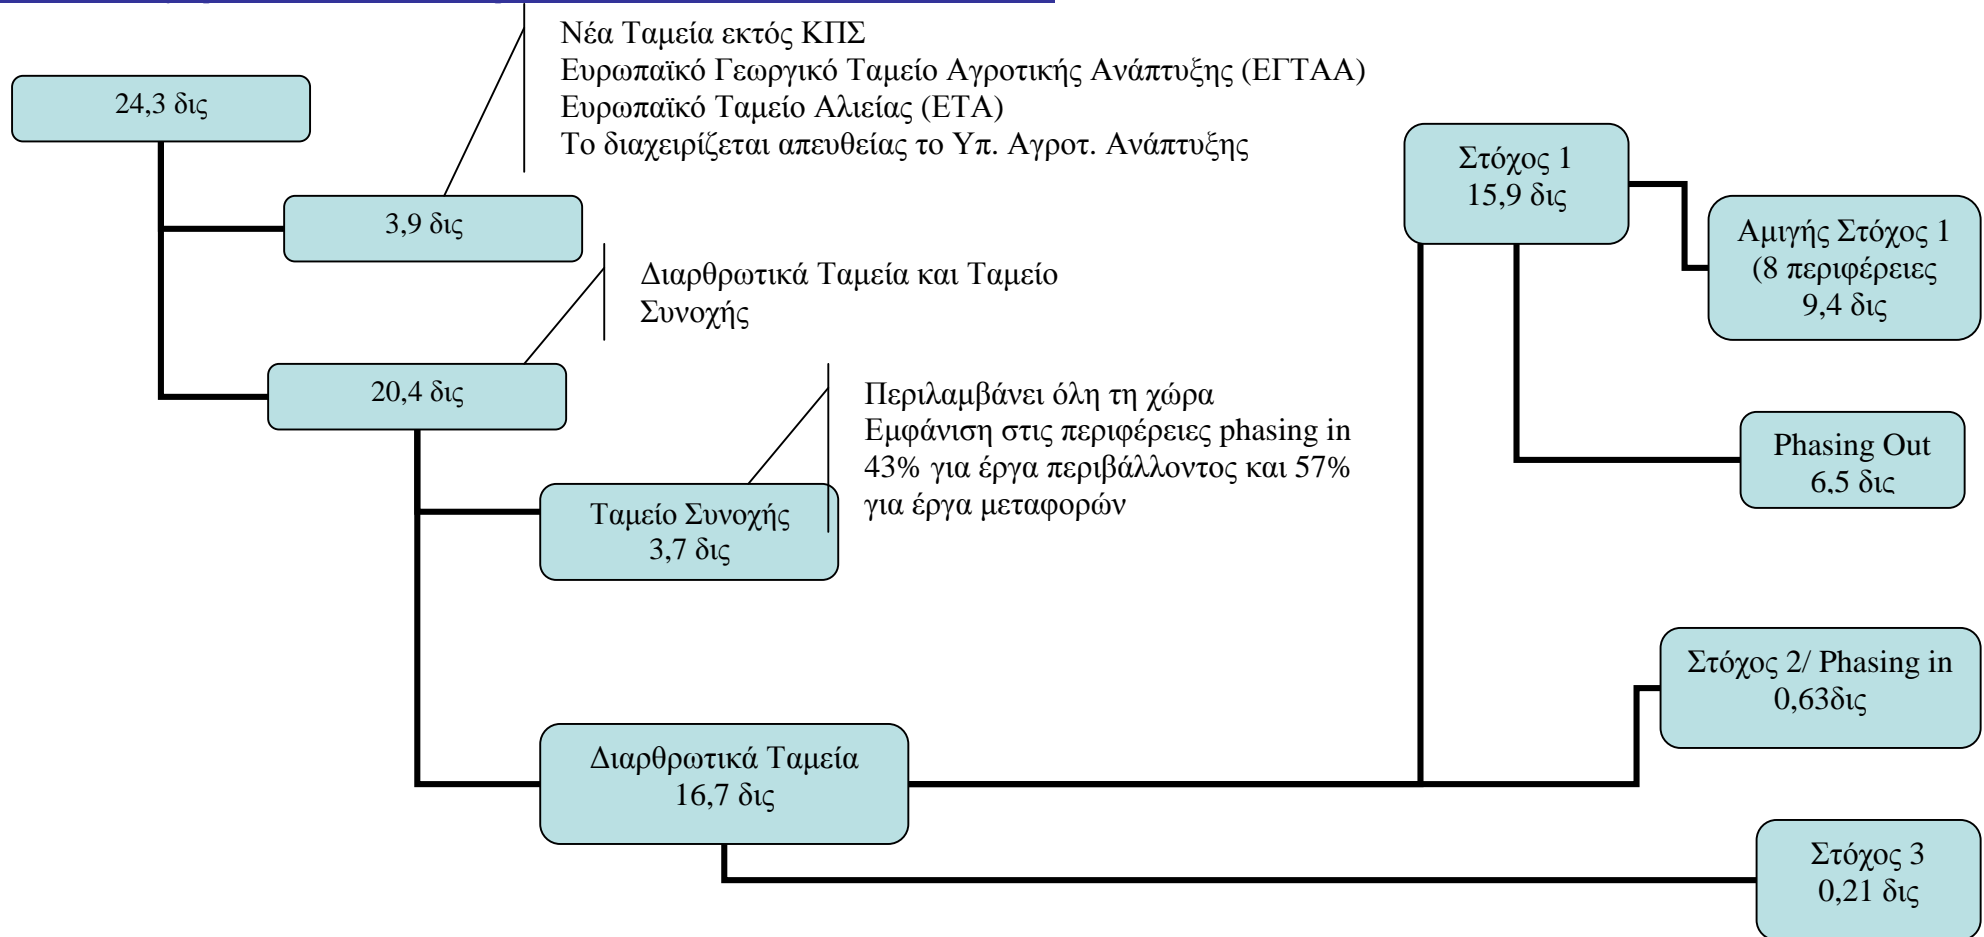 Νέα Ταμεία εκτός ΚΠΣ
Ευρωπαϊκό Γεωργικό Ταμείο Αγροτικής Ανάπτυξης (ΕΓΤΑΑ)
Ευρωπαϊκό Ταμείο Αλιείας (ΕΤΑ)
Το διαχειρίζεται απευθείας το Υπ. Αγροτ. Ανάπτυξης
24,3 δις
3,9 δις
Διαρθρωτικά Ταμεία και Ταμείο
Συνοχής
20,4 δις
Περιλαμβάνει όλη τη χώρα
Εμφάνιση στις περιφέρειες phasing in
43% για έργα περιβάλλοντος και 57%
για έργα μεταφορών
Ταμείο Συνοχής
3,7 δις
Διαρθρωτικά Ταμεία
16,7 δις
Στόχος 1
15,9 δις
Αμιγής Στόχος 1
(8 περιφέρειες
9,4 δις
Phasing Out
6,5 δις
Στόχος 2/ Phasing in
0,63δις
Στόχος 3
0,21 δις